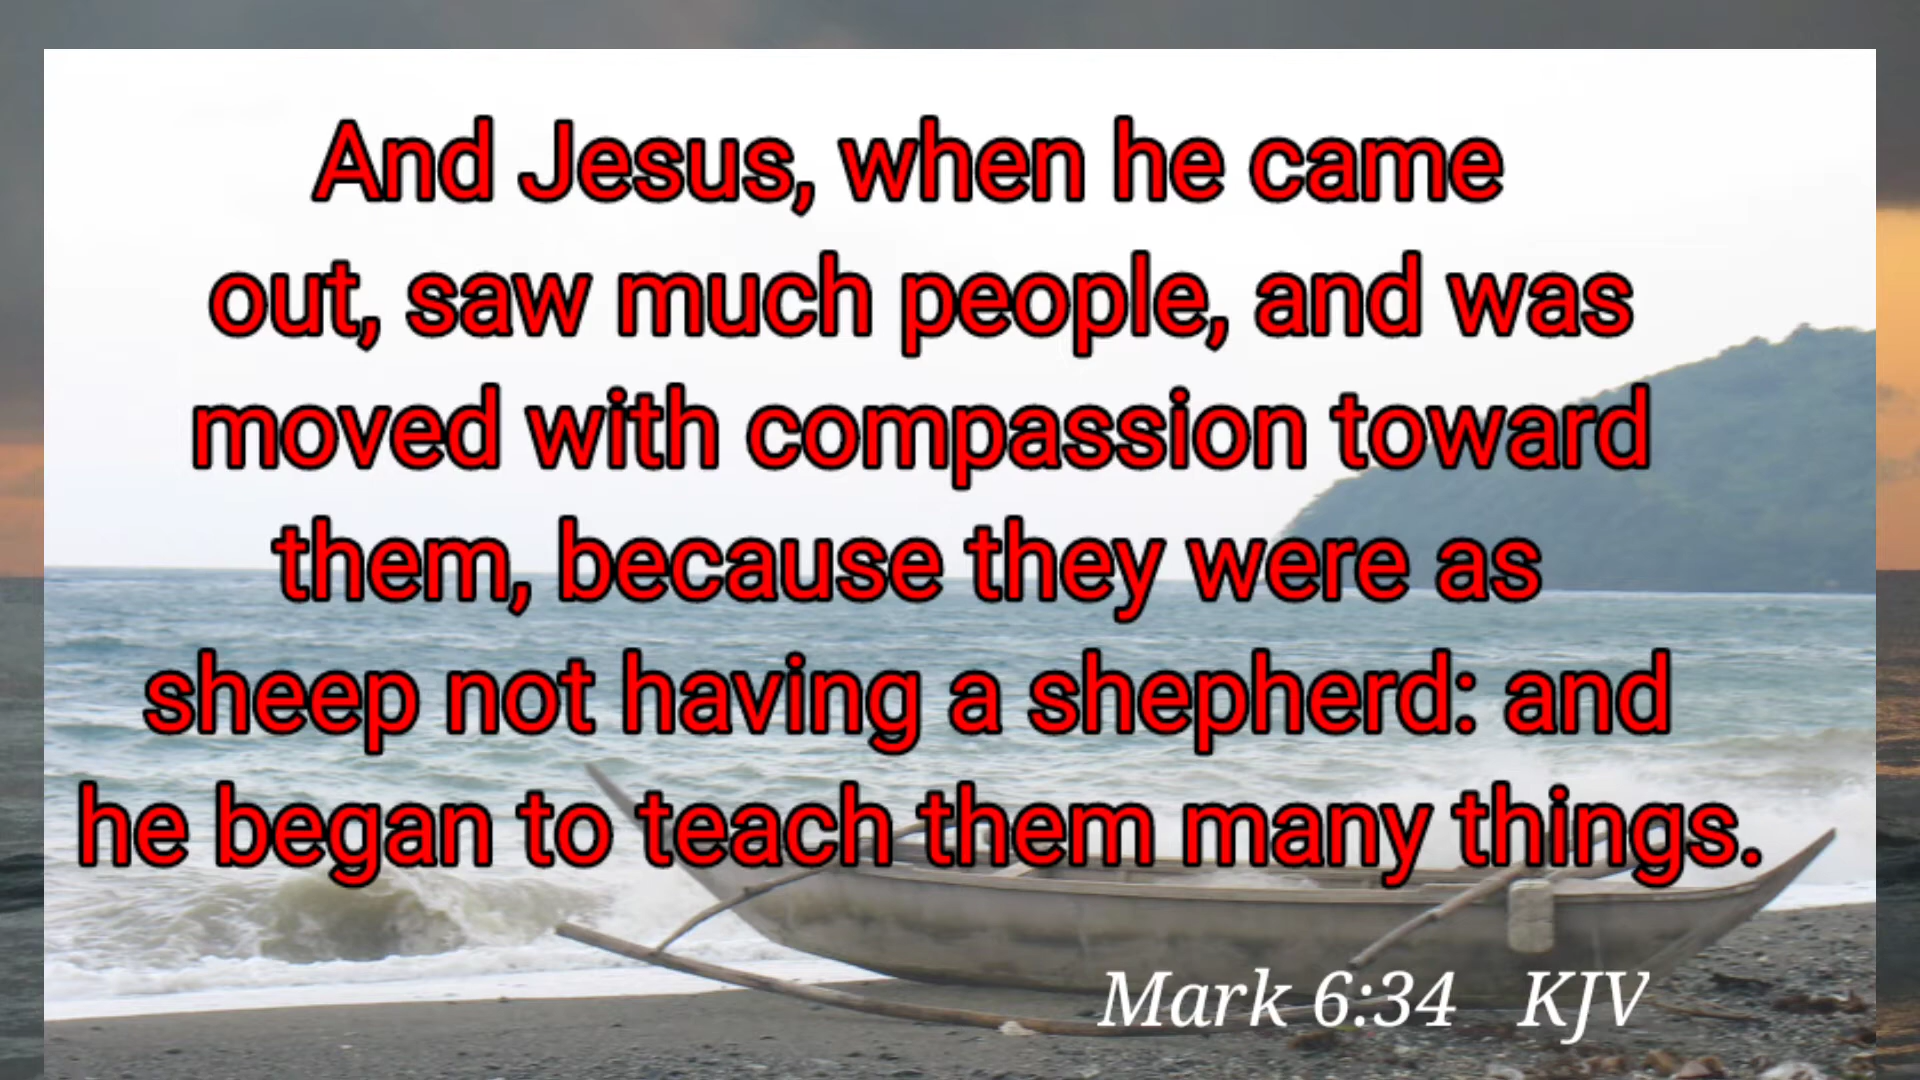 And Jesus, when he came
out, saw much people, and was
moved with compassion toward
them, because they were as
sheep not having a shepherd: and
he began to teach them many things.
Mark 6:34 KJV